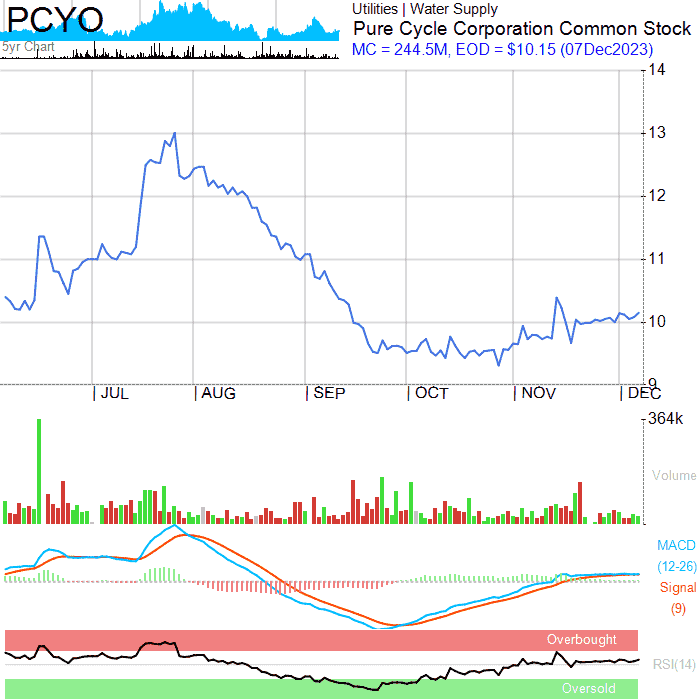 PCYO
5yr Chart
Utilities | Water Supply
Pure Cycle Corporation Common Stock
MC = 244.5M, EOD = $10.15 (07Dec2023)
14
13
12
11
10
9
| JUL | AUG | SEP | OCT | NOV | DEC
364k
Volume
MACD
(12-26)
Signal
(9)
Overbought
RSI(14)
Oversold